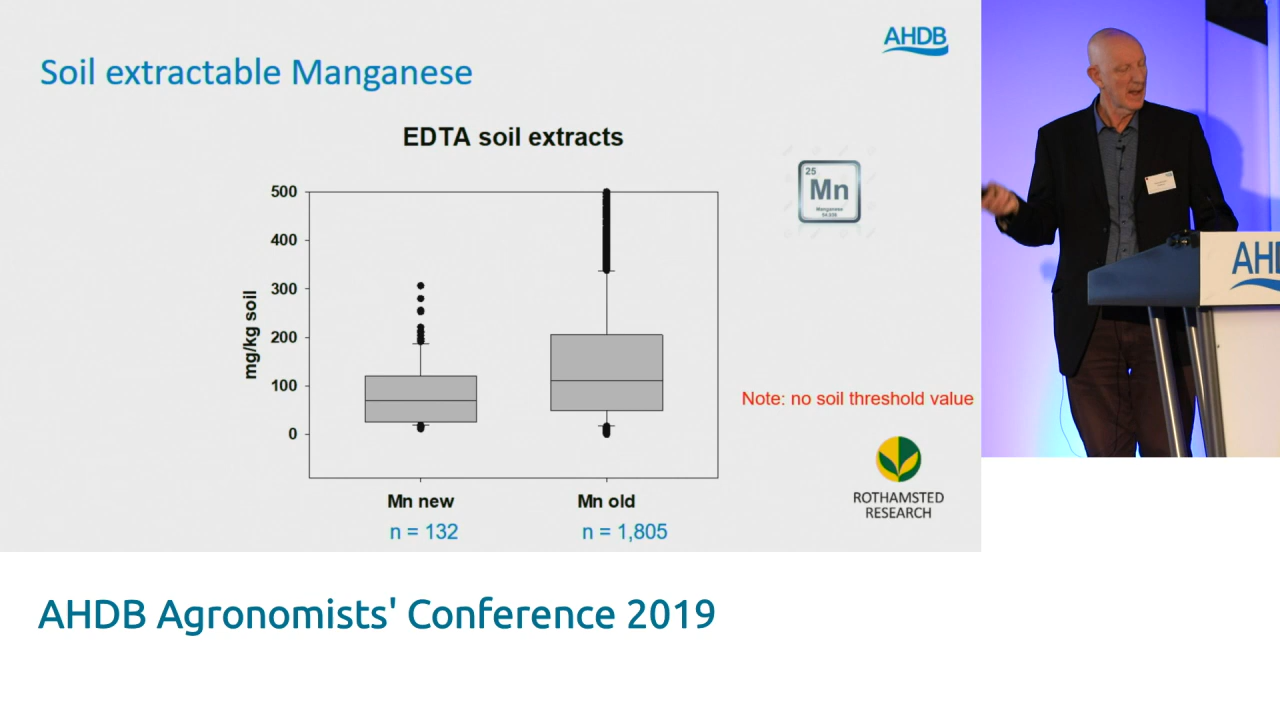 AHDB
Soil extractable Manganese
EDTA soil extracts
25
Mn
Manganese
mg/kg soil
500
400
300
200
100
0
Note: no soil threshold value
Mn new
Mn old
n = 132
n = 1,805
ROTHAMSTED
RESEARCH
AHDB Agronomists' Conference 2019